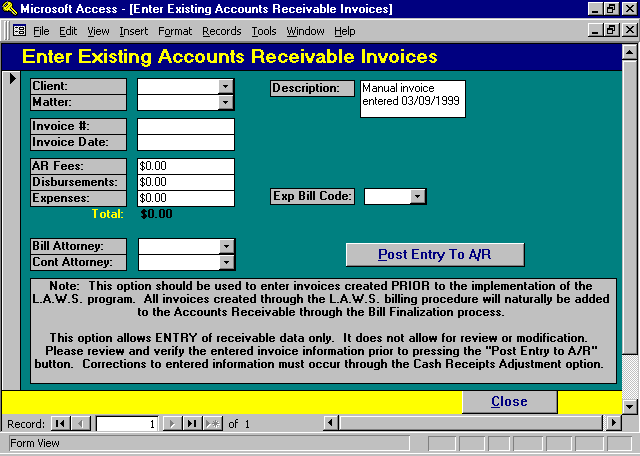 Microsoft Access - [Enter Existing Accounts Receivable Invoices]
File Edit View Insert Format Records Tools Window Help
Enter Existing Accounts Receivable Invoices
Client:
Matter:
Description: Manual invoice
entered 03/09/1999
Invoice #:
Invoice Date:
AR Fees: $0.00
Disbursements: $0.00
Expenses: $0.00
Exp Bill Code:
Total: $0.00
Bill Attorney:
Cont Attorney:
Post Entry To A/R
Note: This option should be used to enter invoices created PRIOR to the implementation of the
L.A.W.S. program. All invoices created through the L.A.W.S. billing procedure will naturally be added
to the Accounts Receivable through the Bill Finalization process.
This option allows ENTRY of receivable data only. It does not allow for review or modification.
Please review and verify the entered invoice information prior to pressing the "Post Entry to A/R"
button. Corrections to entered information must occur through the Cash Receipts Adjustment option.
Close
Record: 1 of 1
Form View